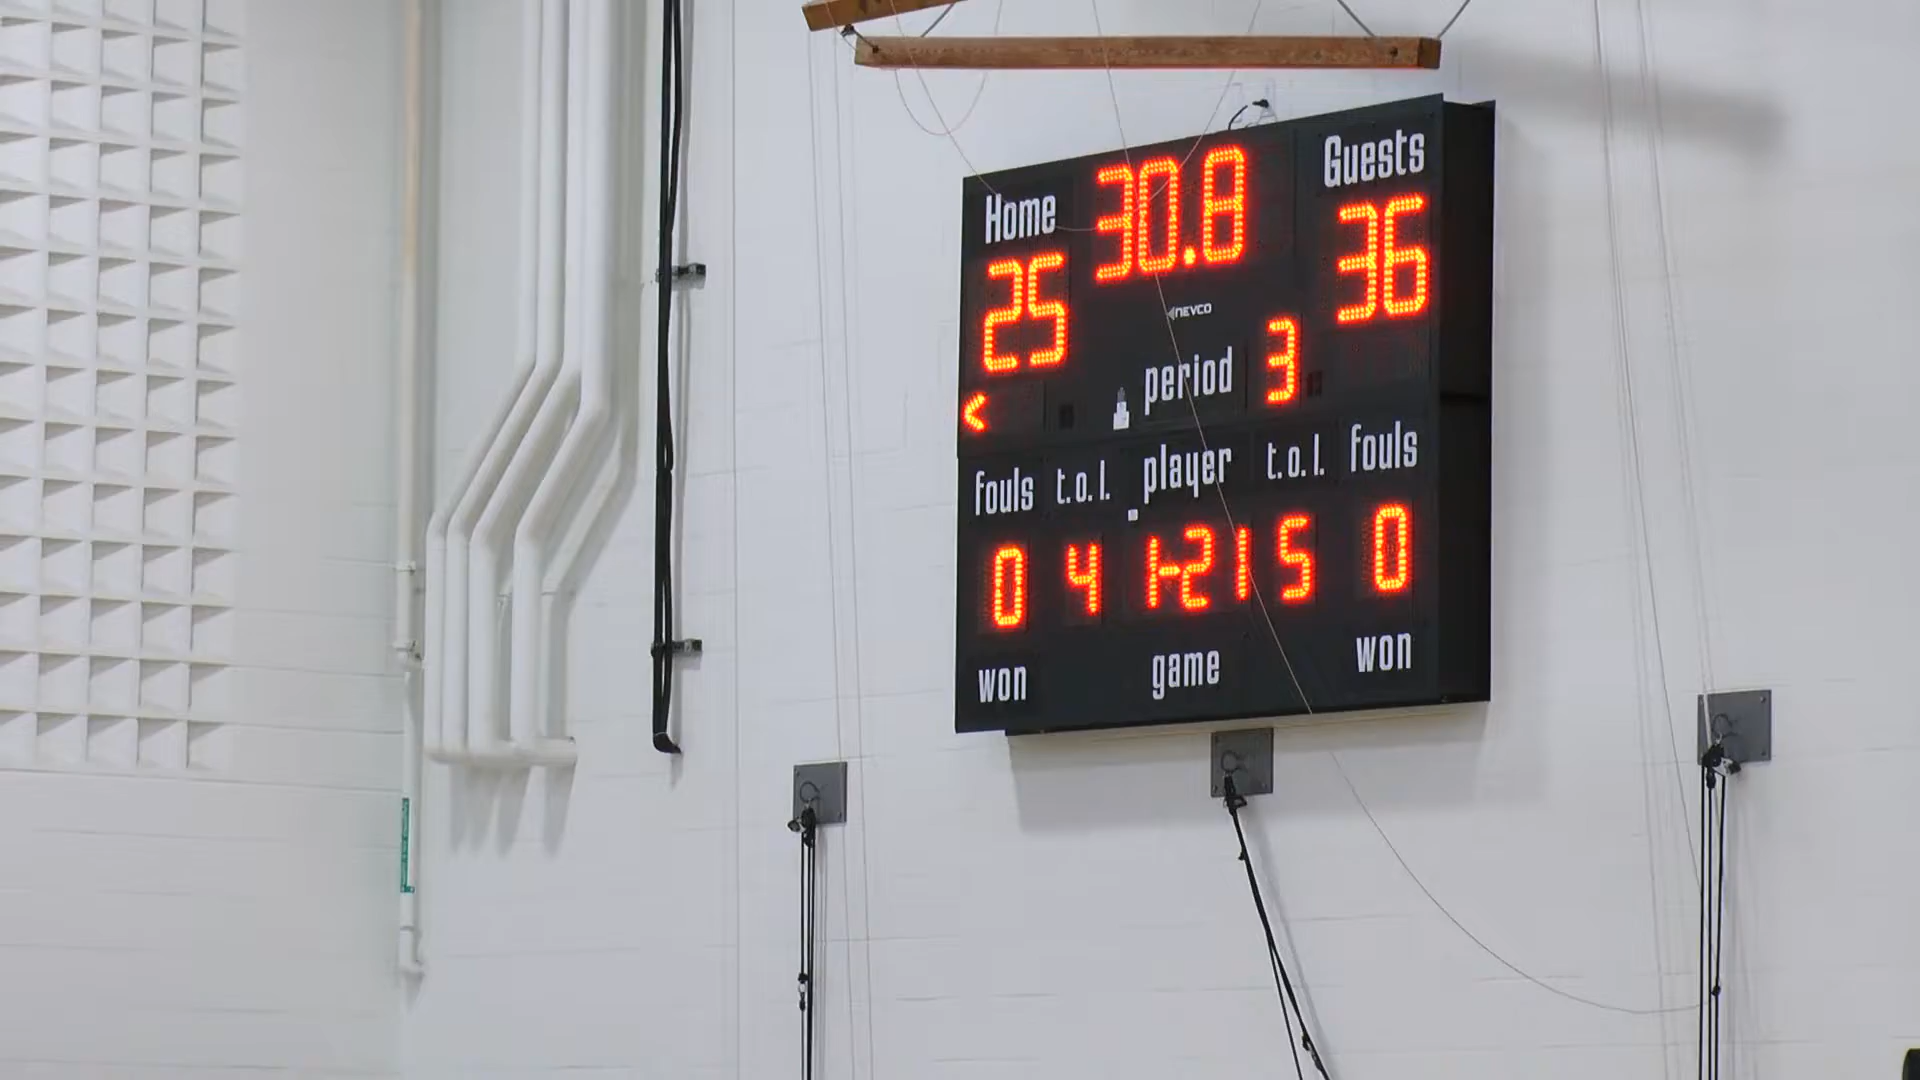 Home 30.8 Guests
25 36
NEVCO
< period 3
fouls t.o.l. player t.o.l. fouls
0 4 1-21 5 0
won game won